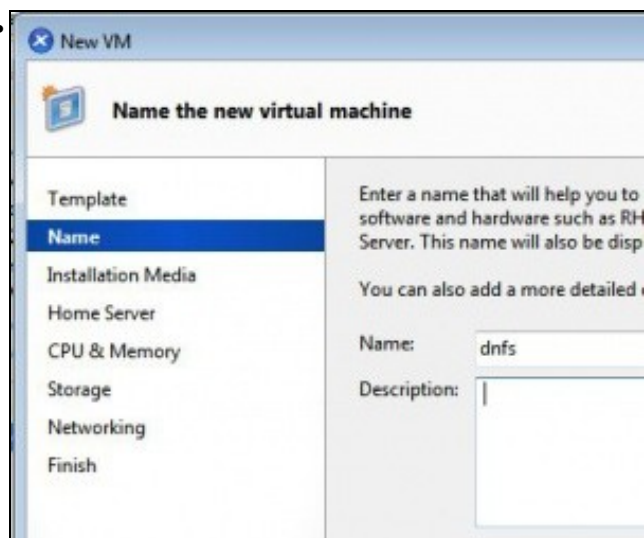 New VM
Name the new virtual machine
Template
Name
Installation Media
Home Server
CPU & Memory
Storage
Networking
Finish
Enter a name that will help you to
software and hardware such as RH
Server. This name will also be disp
You can also add a more detailed
Name: dnfs
Description: